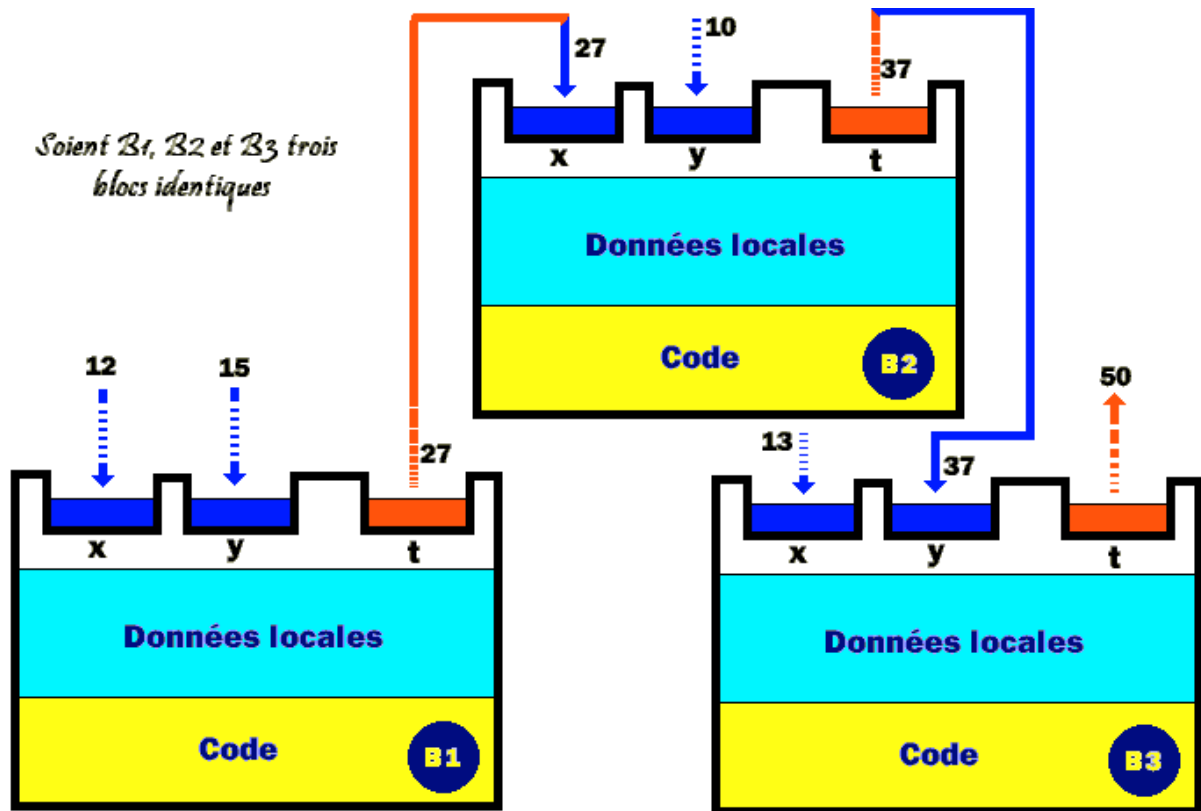 27
10
37
Soient B1, B2 et B3 trois
blocs identiques
x y t
Données locales
Code B2
12 15
27
x y t
Données locales
Code B1
13 37 50
x y t
Données locales
Code B3